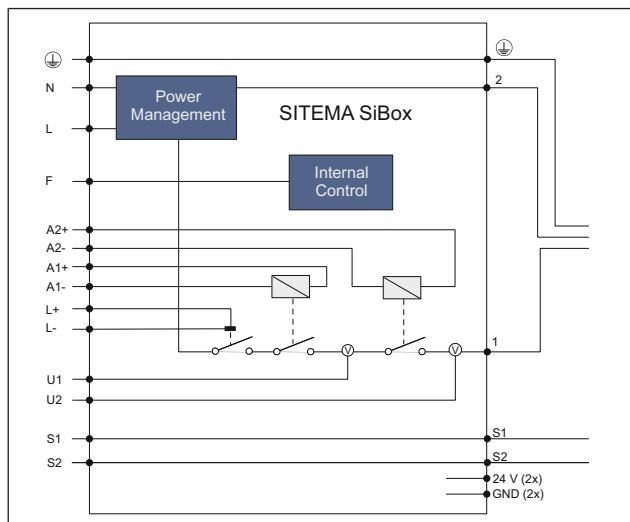 N
2
Power
Management
SITEMA SiBox
L
Internal
Control
F
A2+
A2-
A1+
A1-
L+
L-
1
V
V
U1
U2
S1
S1
S2
S2
24 V (2x)
GND (2x)